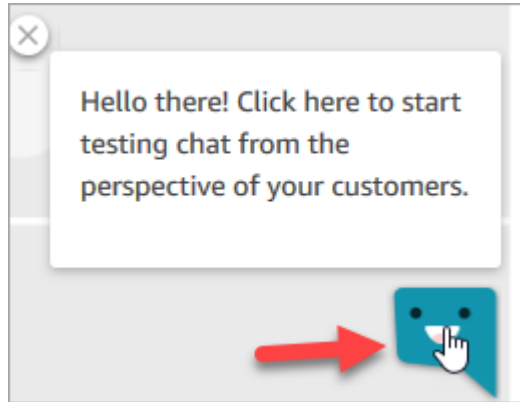 Hello there! Click here to start
testing chat from the
perspective of your customers.